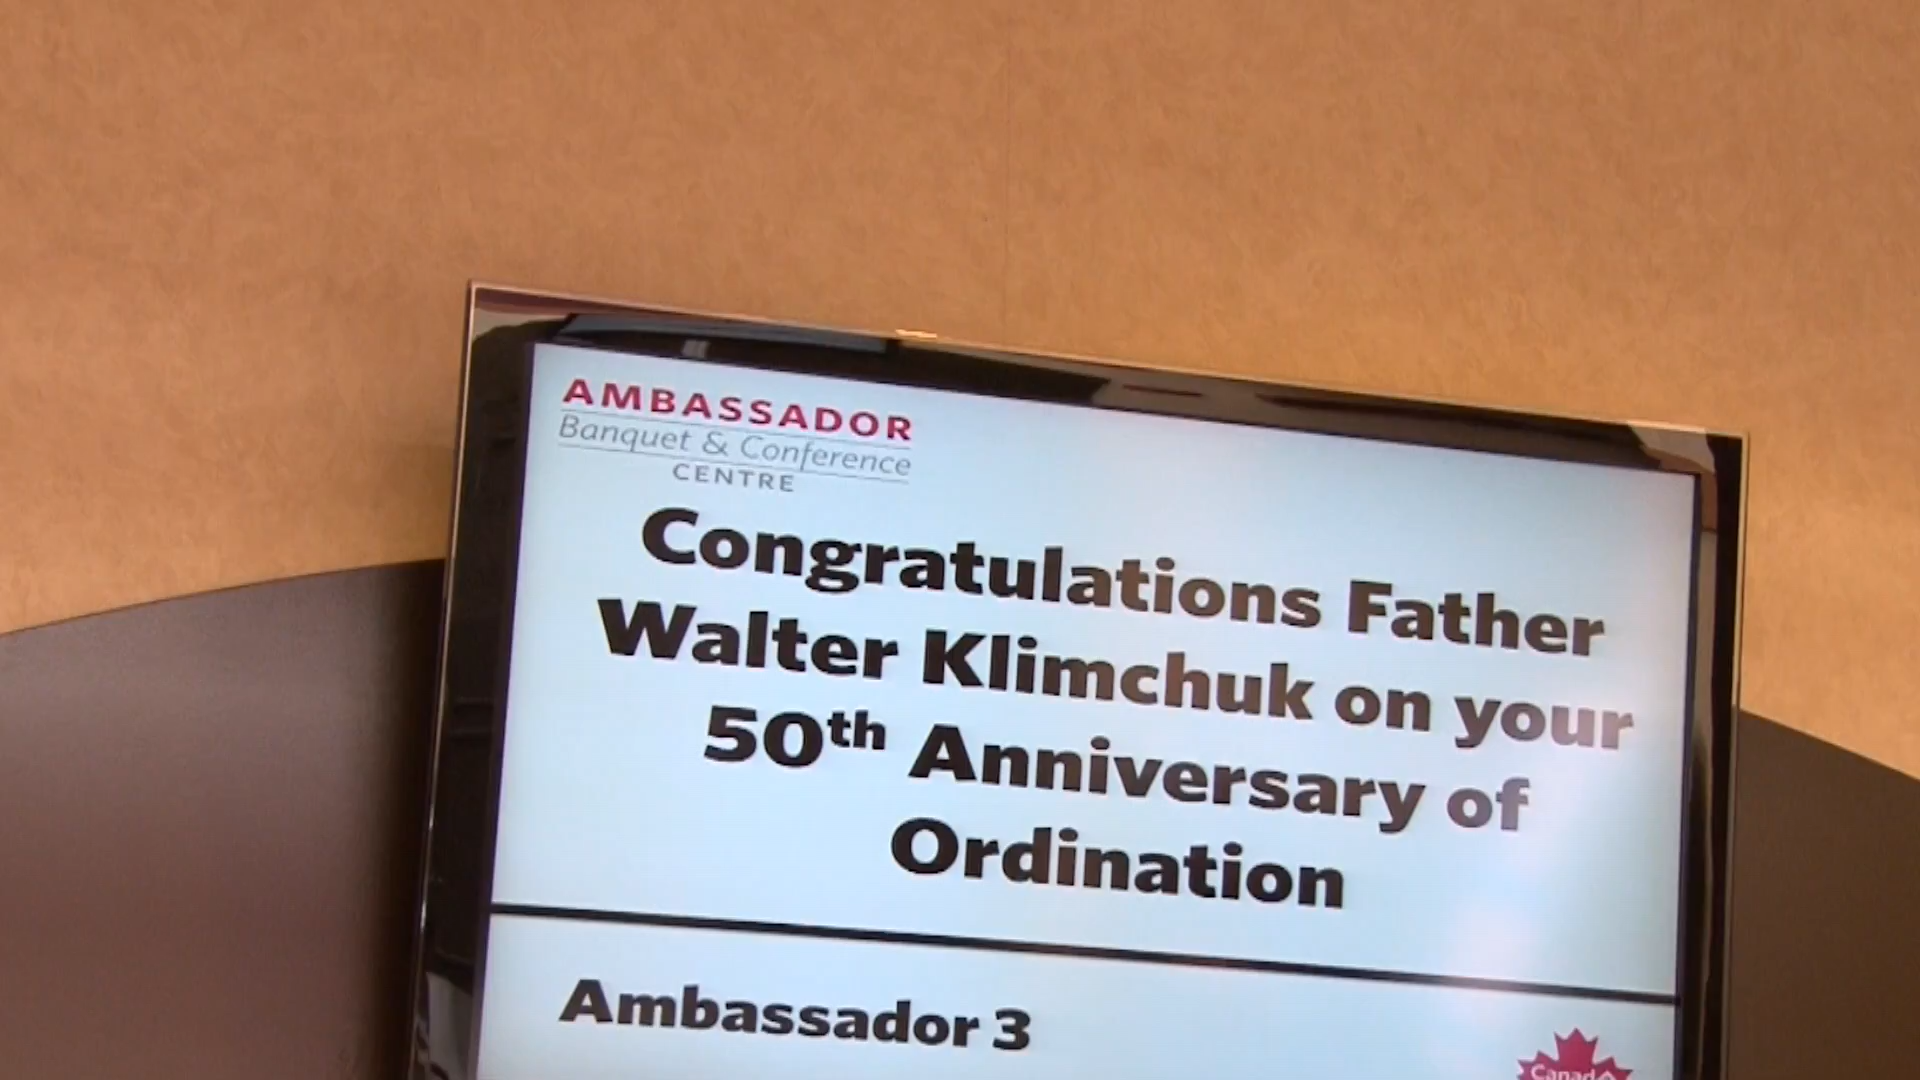 AMBASSADOR
Banquet & Conference
CENTRE
Congratulations Father
Walter Klimchuk on your
50th Anniversary of
Ordination
Ambassador 3